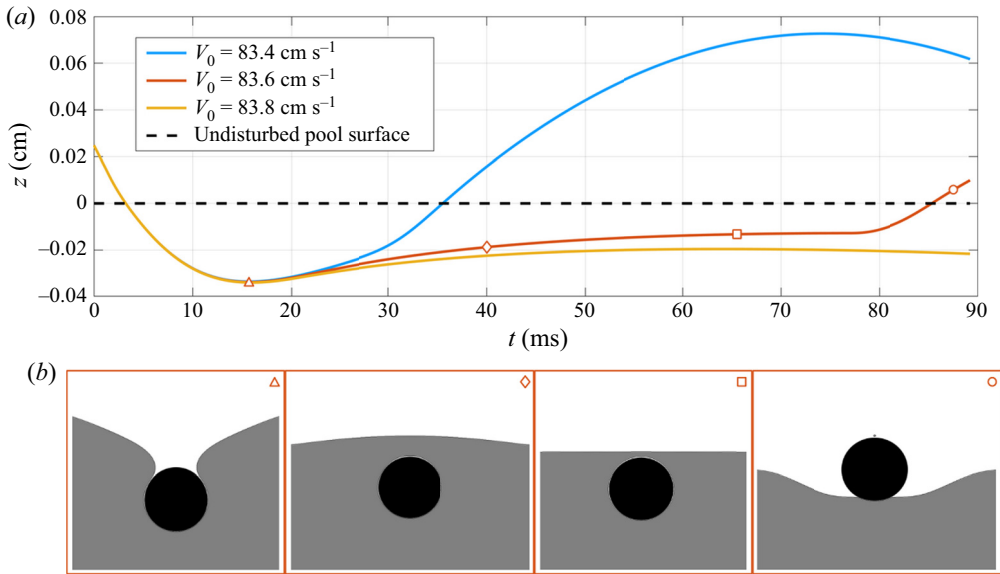 (a)
0.08
0.06
0.04
0.02
0
–0.02
–0.04
z (cm)
V₀ = 83.4 cm s⁻¹
V₀ = 83.6 cm s⁻¹
V₀ = 83.8 cm s⁻¹
Undisturbed pool surface
0 10 20 30 40 50 60 70 80 90
t (ms)
(b)